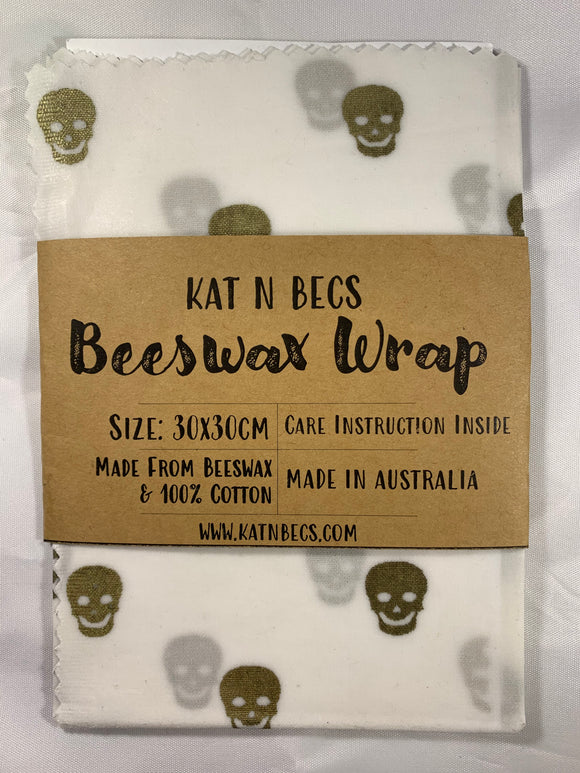 KAT N BECS
Beeswax Wrap
SIZE: 30X30CM
CARE INSTRUCTION INSIDE
MADE FROM BEESWAX
& 100% COTTON
MADE IN AUSTRALIA
WWW.KATNBECS.COM